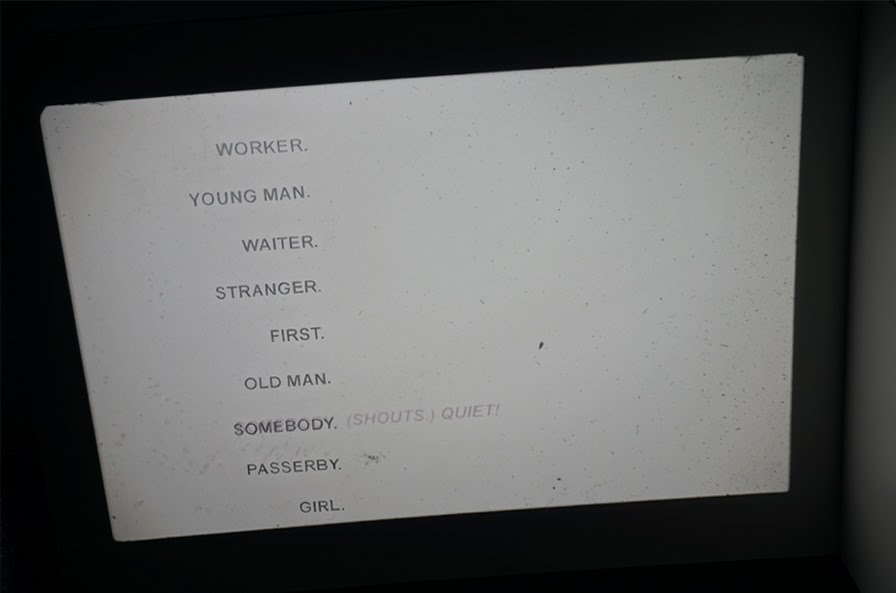 WORKER.
YOUNG MAN.
WAITER.
STRANGER.
FIRST.
OLD MAN.
SOMEBODY. (SHOUTS.) QUIET!
PASSERBY.
GIRL.